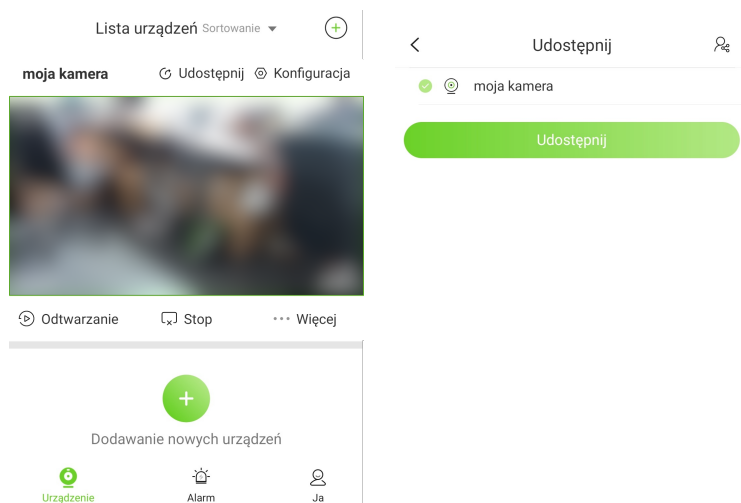 Lista urządzeń Sortowanie
moja kamera Udostępnij Konfiguracja
Odtwarzanie Stop Więcej
Dodawanie nowych urządzeń
Urządzenie Alarm Ja
Udostępnij
moja kamera
Udostępnij